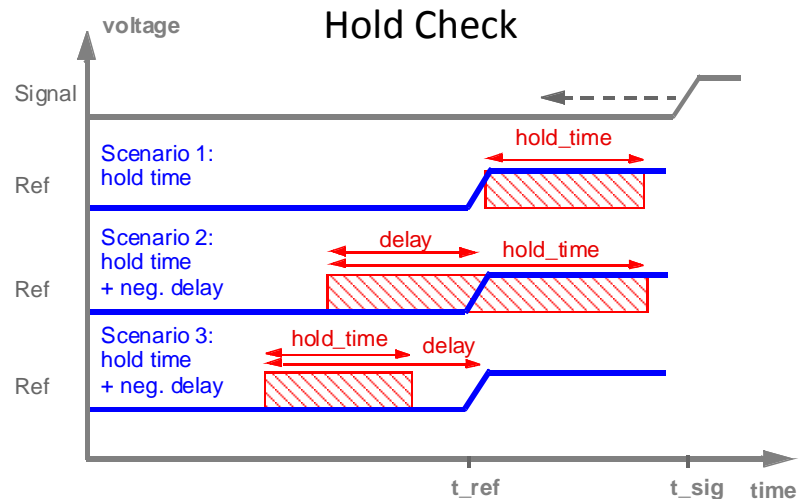 Hold Check
voltage
Signal
Scenario 1:
hold time
hold_time
Ref
Scenario 2:
hold time
+ neg. delay
delay
hold_time
Ref
Scenario 3:
hold time
+ neg. delay
hold_time
delay
Ref
t_ref
t_sig
time